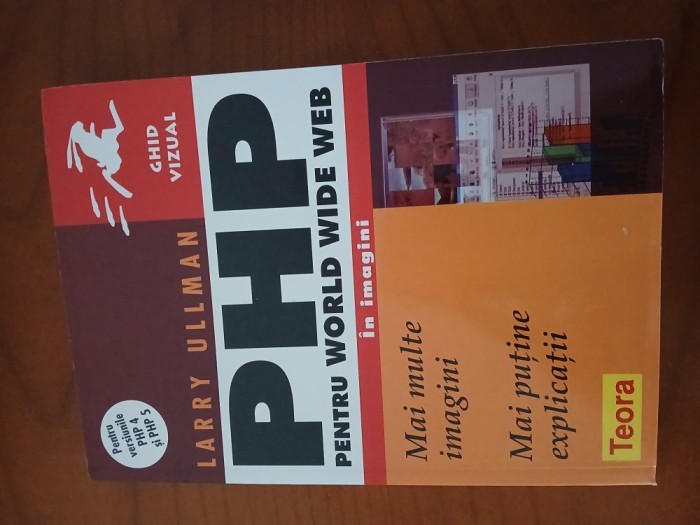 GHID
VIZUAL
Pentru
versiunile
PHP 4
și PHP 5
LARRY ULLMAN
PHP
PENTRU WORLD WIDE WEB
În imagini
Mai multe
imagini
Mai puține
explicații
Teora